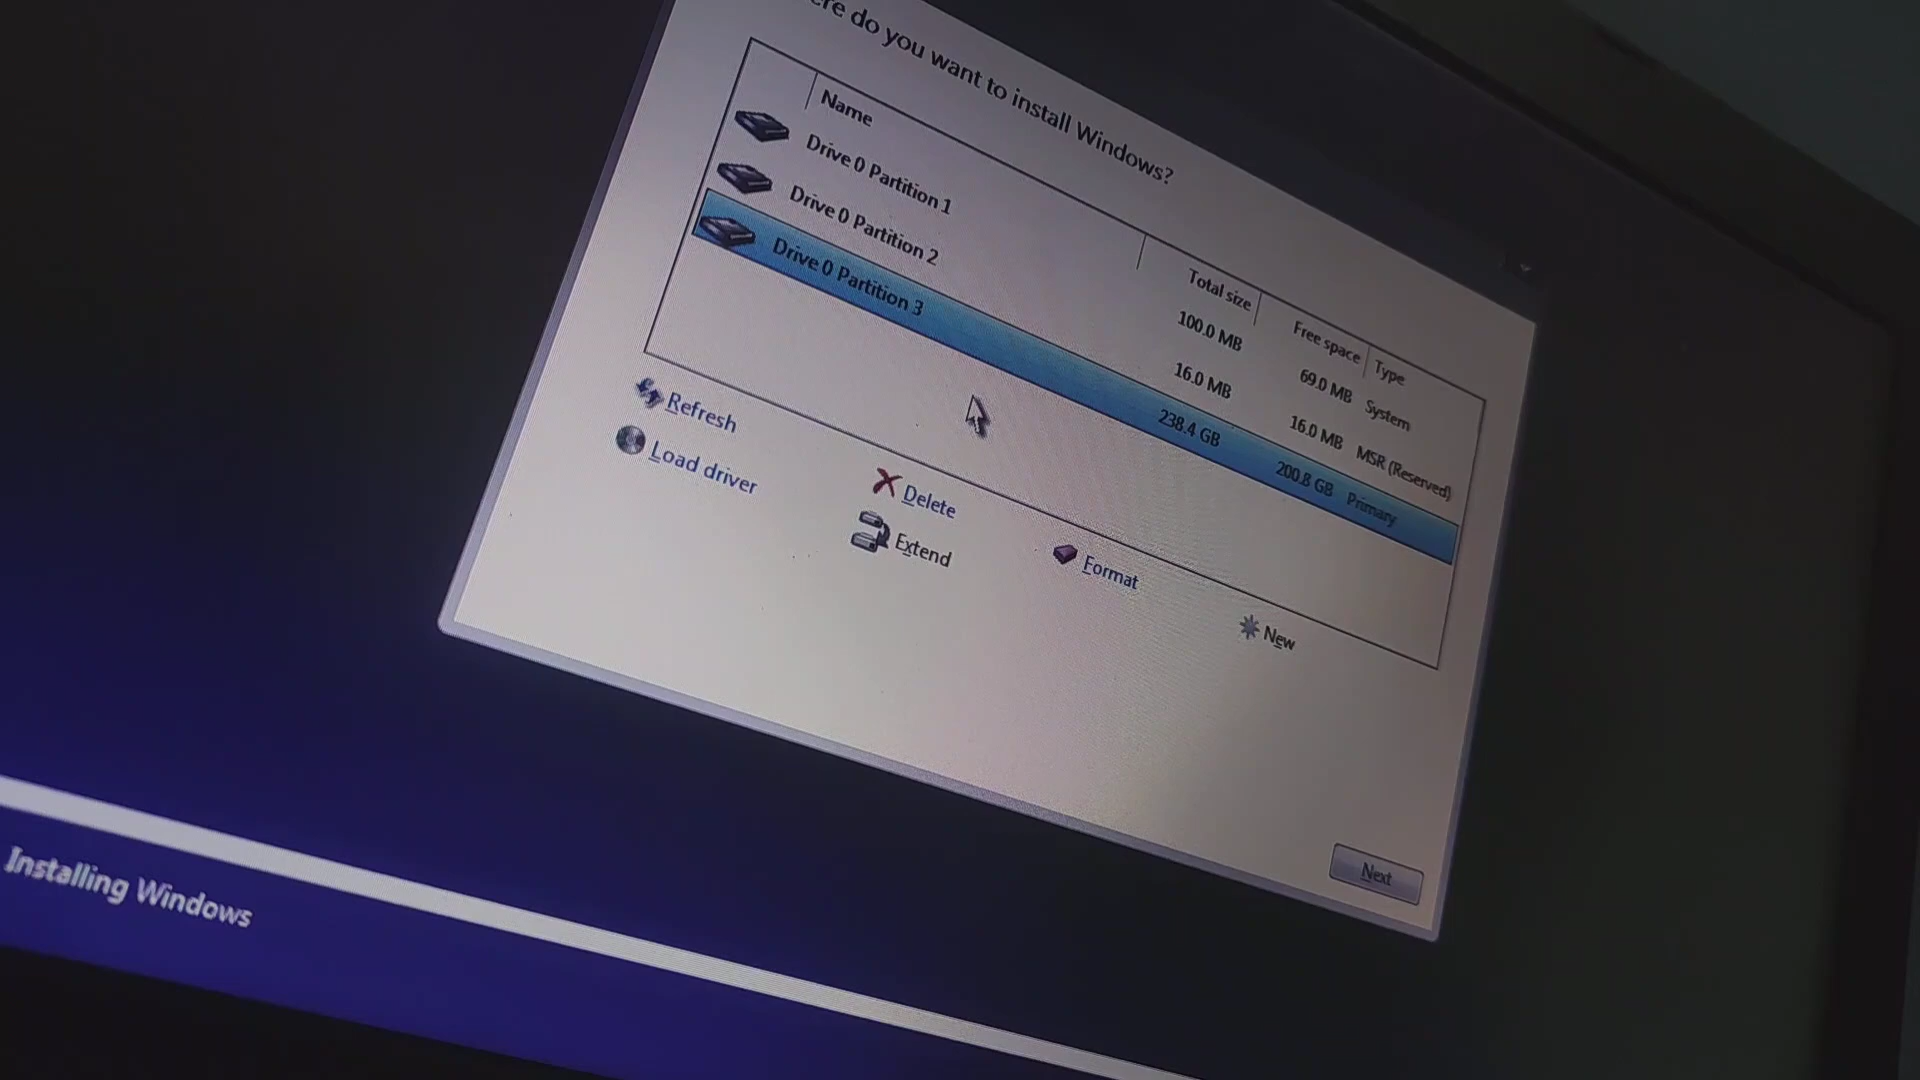 re do you want to install Windows?
Name Total size Free space Type
Drive 0 Partition 1 100.0 MB 69.0 MB System
Drive 0 Partition 2 16.0 MB 16.0 MB MSR (Reserved)
Drive 0 Partition 3 238.4 GB 200.8 GB Primary
Refresh Delete Format New
Load driver Extend
Next
Installing Windows